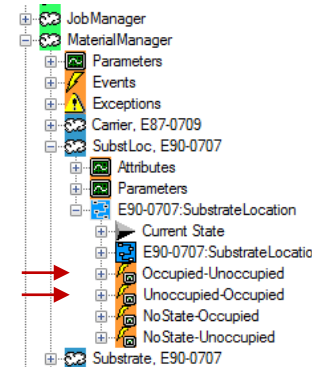 JobManager
MaterialManager
Parameters
Events
Exceptions
Carrier, E87-0709
SubstLoc, E90-0707
Attributes
Parameters
E90-0707:SubstrateLocation
Current State
E90-0707:SubstrateLocatio
Occupied-Unoccupied
Unoccupied-Occupied
NoState-Occupied
NoState-Unoccupied
Substrate, E90-0707